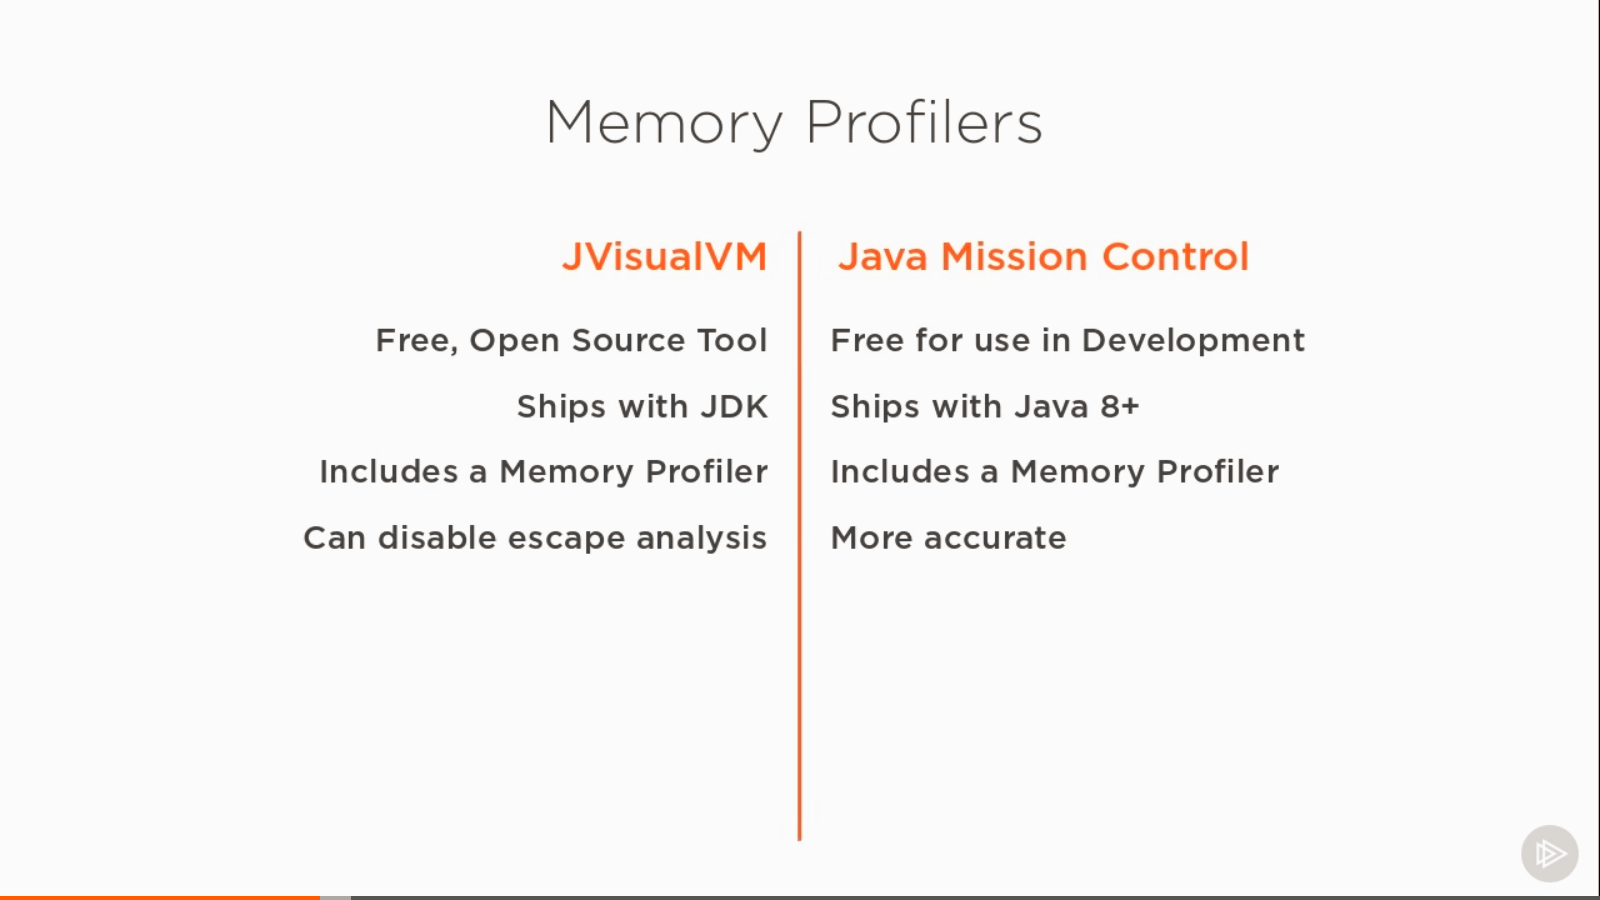 Memory Profilers
JVisualVM
Free, Open Source Tool
Ships with JDK
Includes a Memory Profiler
Can disable escape analysis
Java Mission Control
Free for use in Development
Ships with Java 8+
Includes a Memory Profiler
More accurate